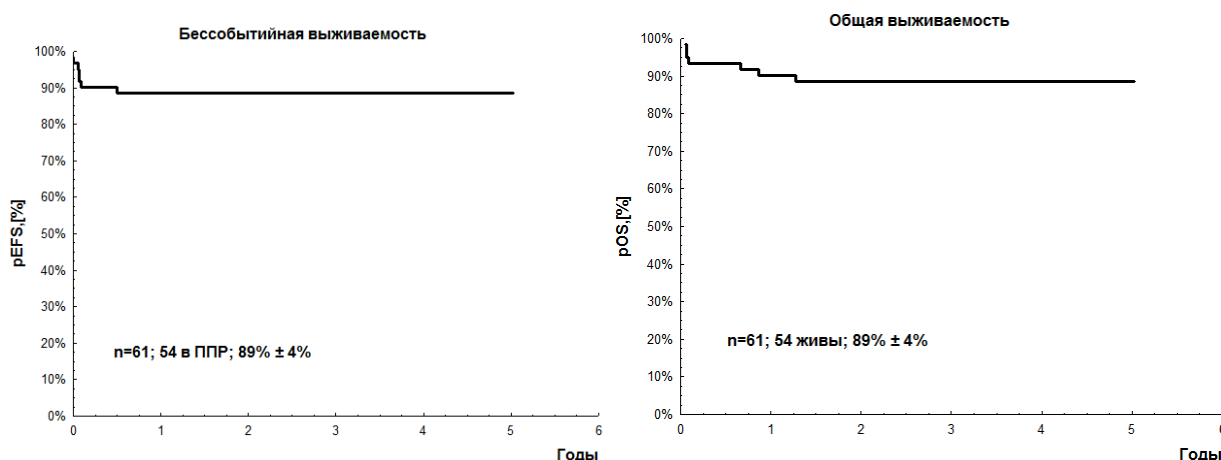 Бессобытийная выживаемость
100%
90%
80%
70%
60%
50%
40%
30%
20%
10%
0%
pEFS,[%]
n=61; 54 в ППР; 89% ± 4%
0 1 2 3 4 5 6
Годы
Общая выживаемость
100%
90%
80%
70%
60%
50%
40%
30%
20%
10%
0%
pOS,[%]
n=61; 54 живы; 89% ± 4%
0 1 2 3 4 5 6
Годы